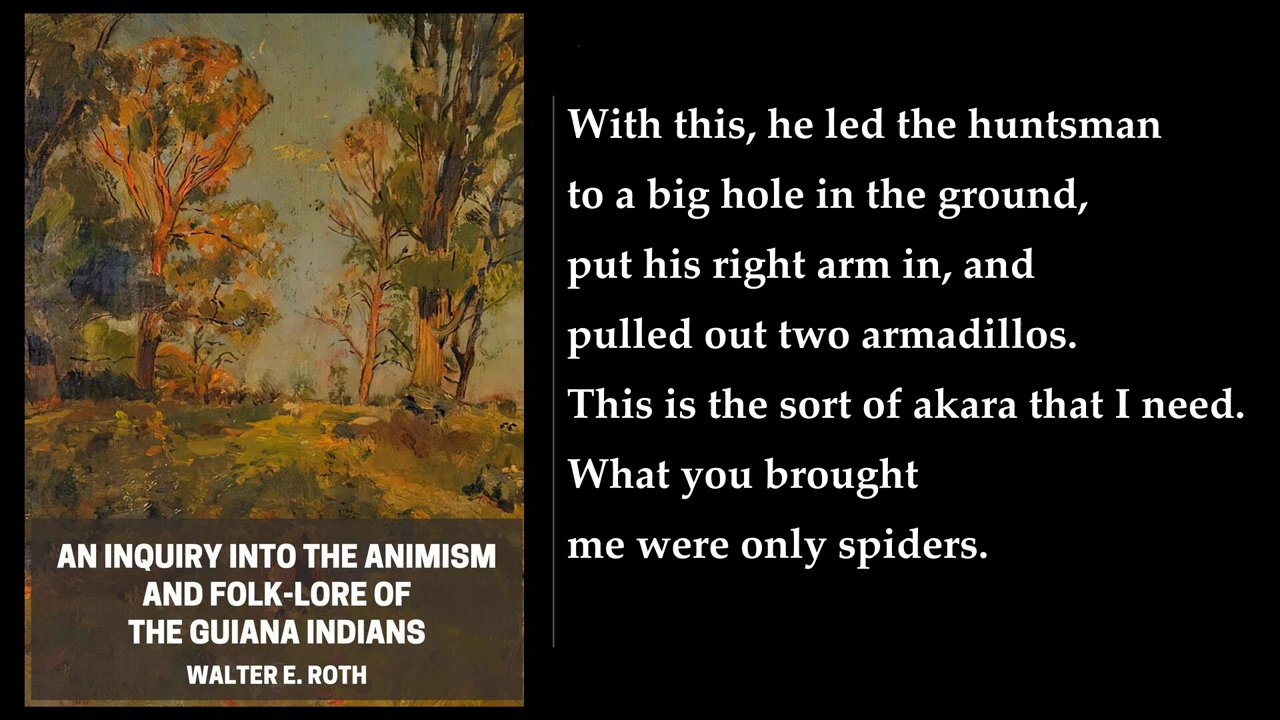 With this, he led the huntsman
to a big hole in the ground,
put his right arm in, and
pulled out two armadillos.
This is the sort of akara that I need.
What you brought
me were only spiders.
AN INQUIRY INTO THE ANIMISM
AND FOLK-LORE OF
THE GUIANA INDIANS
WALTER E. ROTH